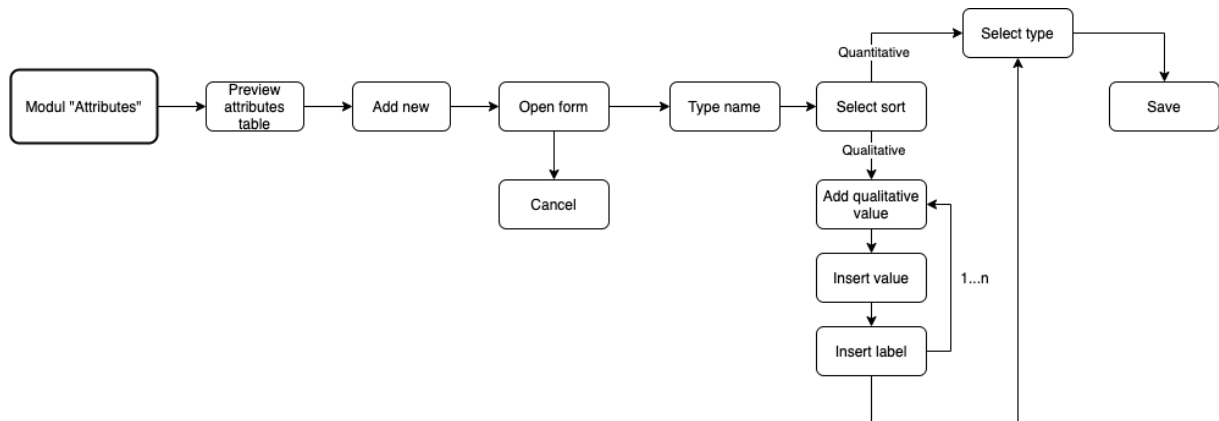 Select type
Quantitative
Modul "Attributes"
Preview
attributes
table
Add new
Open form
Type name
Select sort
Save
Qualitative
Cancel
Add qualitative
value
Insert value
1...n
Insert label